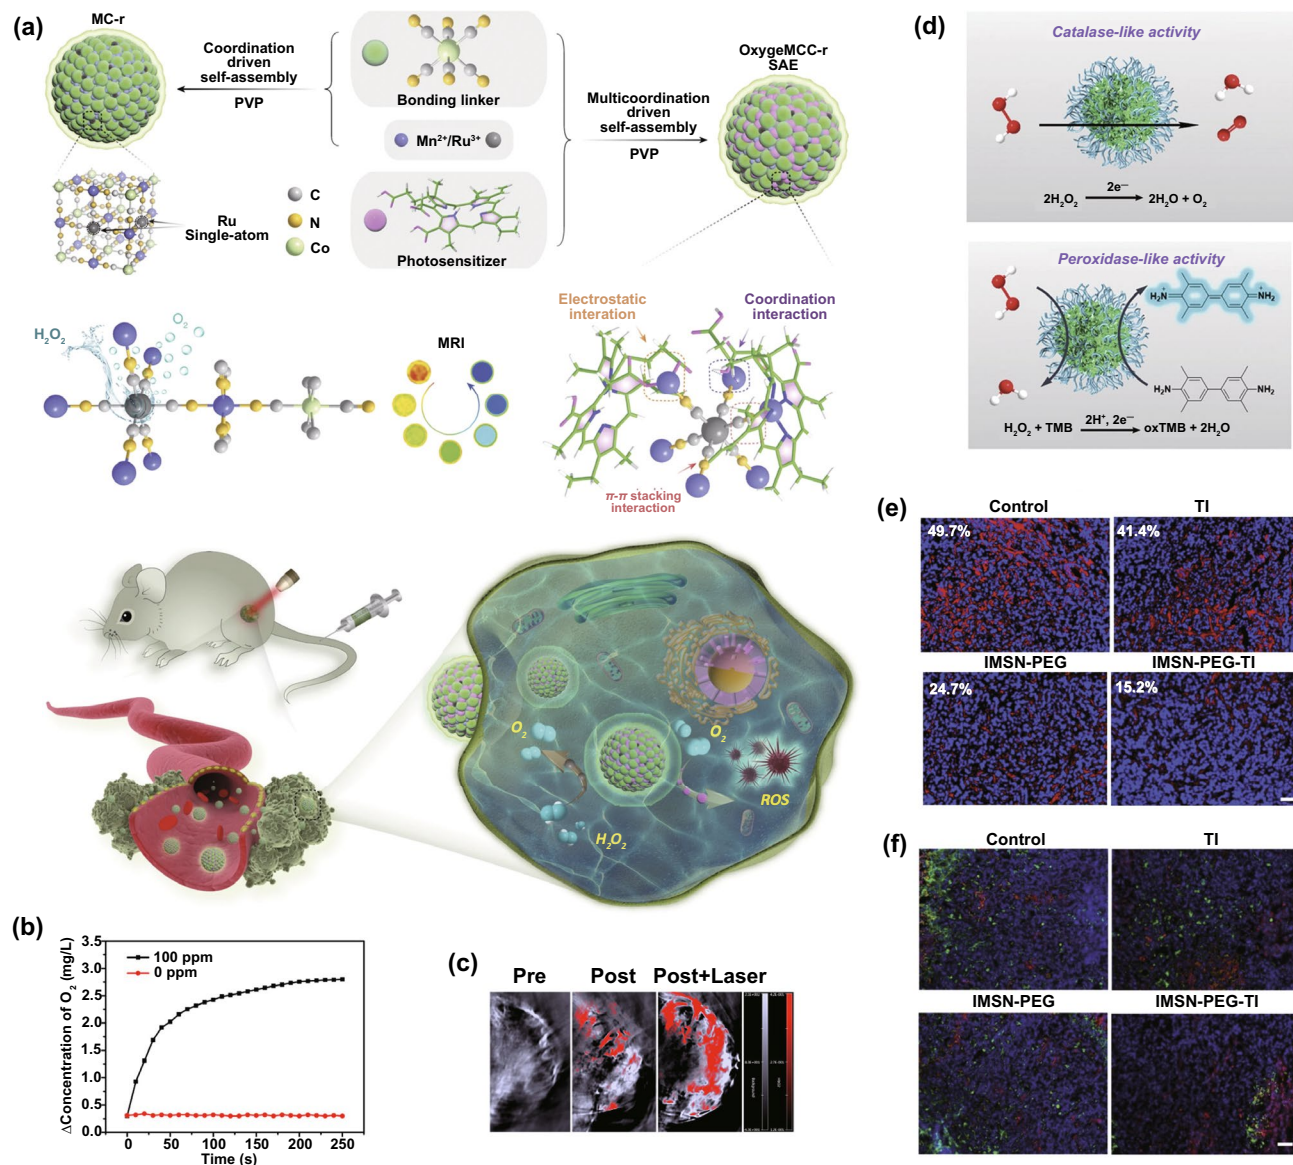 (a)
MC-r
Coordination
driven
self-assembly
PVP
Bonding linker
Mn²⁺/Ru³⁺
Photosensitizer
Multicoordination
driven
self-assembly
PVP
OxygeMCC-r
SAE
Ru
Single-atom
C
N
Co
H₂O₂
O₂
MRI
Electrostatic
interation
Coordination
interaction
π-π stacking
interaction
O₂
O₂
H₂O₂
ROS
(b)
ΔConcentration of O₂ (mg/L)
3.5
3.0
2.5
2.0
1.5
1.0
0.5
0.0
100 ppm
0 ppm
0 50 100 150 200 250
Time (s)
(c)
Pre Post Post+Laser
(d)
Catalase-like activity
2H₂O₂ 2e⁻ 2H₂O + O₂
Peroxidase-like activity
H₂N NH₂
+ +
H₂N NH₂
H₂O₂ + TMB 2H⁺, 2e⁻ oxTMB + 2H₂O
(e)
Control TI
49.7% 41.4%
IMSN-PEG IMSN-PEG-TI
24.7% 15.2%
(f)
Control TI
IMSN-PEG IMSN-PEG-TI